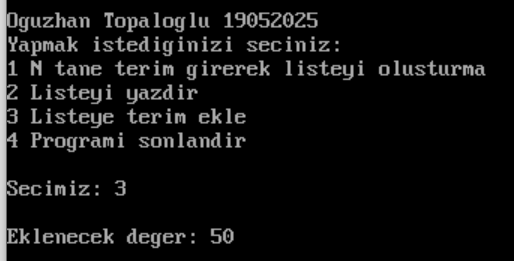 Oguzhan Topaloglu 19052025
Yapmak istediginizi seciniz:
1 N tane terim girerek listeyi olusturma
2 Listeyi yazdir
3 Listeye terim ekle
4 Programi sonlandir
Secimiz: 3
Eklenecek deger: 50